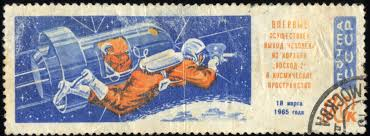 ВПЕРВЫЕ
ОСУЩЕСТВЛЕН
ВЫХОД ЧЕЛОВЕКА
ИЗ КОРАБЛЯ
„ВОСХОД-2"
В КОСМИЧЕСКОЕ
ПРОСТРАНСТВО
18 марта
1965 года